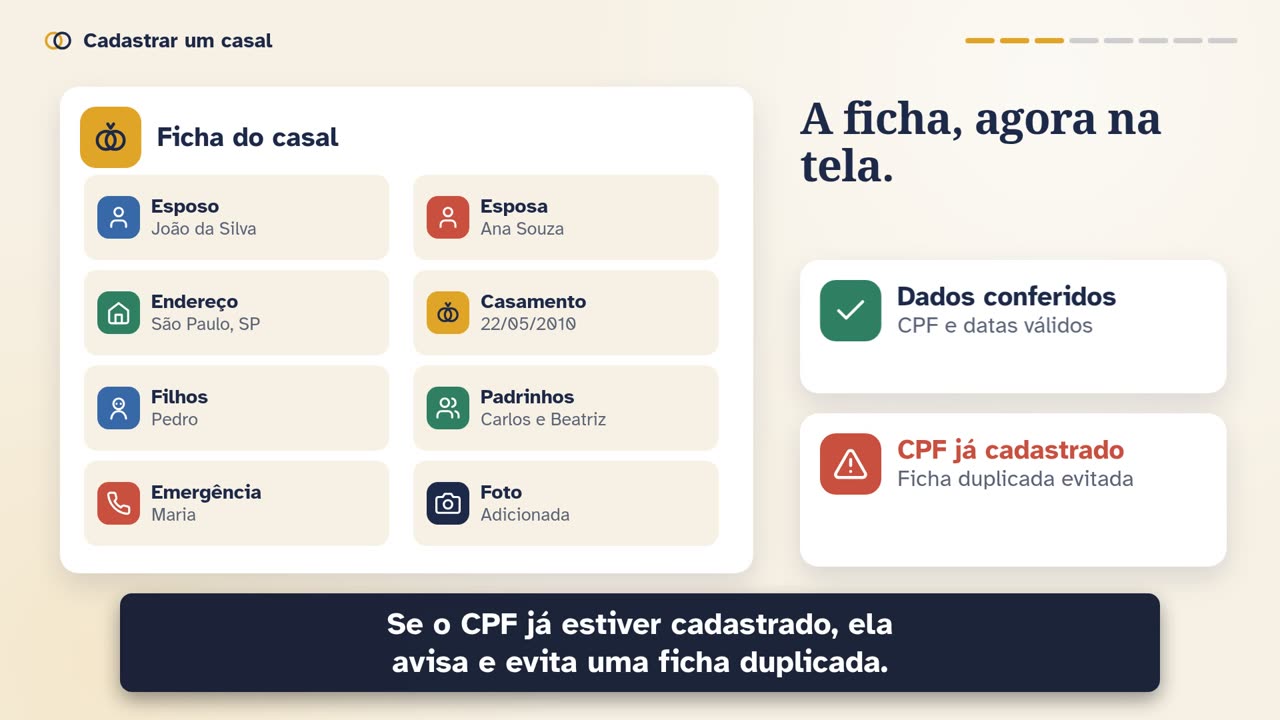 Cadastrar um casal
Ficha do casal
Esposo
João da Silva
Esposa
Ana Souza
Endereço
São Paulo, SP
Casamento
22/05/2010
Filhos
Pedro
Padrinhos
Carlos e Beatriz
Emergência
Maria
Foto
Adicionada
A ficha, agora na
tela.
Dados conferidos
CPF e datas válidos
CPF já cadastrado
Ficha duplicada evitada
Se o CPF já estiver cadastrado, ela
avisa e evita uma ficha duplicada.